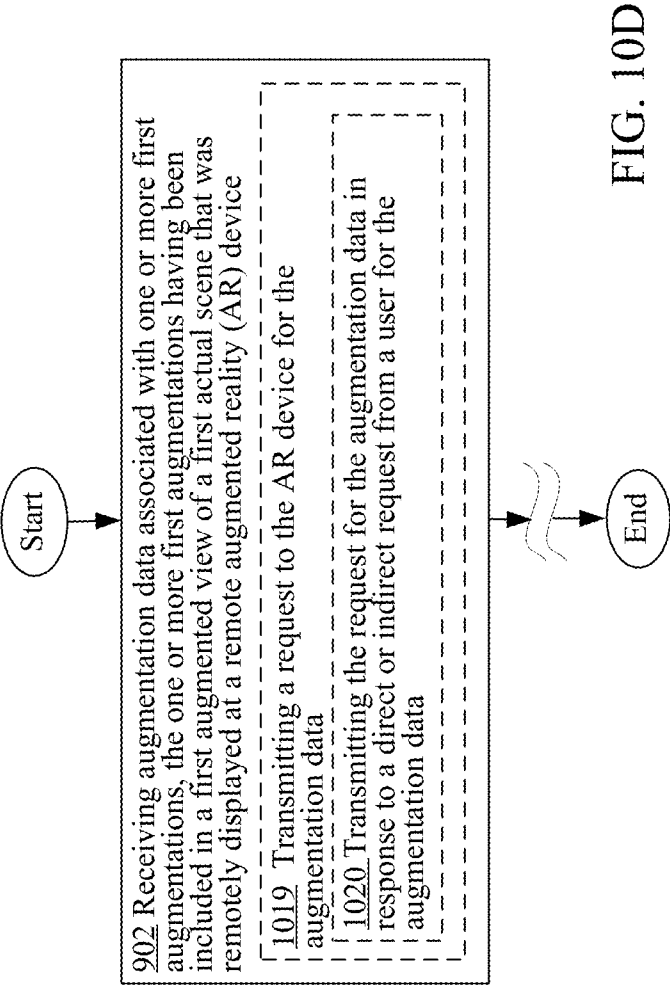 Start
902 Receiving augmentation data associated with one or more first
augmentations, the one or more first augmentations having been
included in a first augmented view of a first actual scene that was
remotely displayed at a remote augmented reality (AR) device
1019 Transmitting a request to the AR device for the
augmentation data
1020 Transmitting the request for the augmentation data in
response to a direct or indirect request from a user for the
augmentation data
End
FIG. 10D